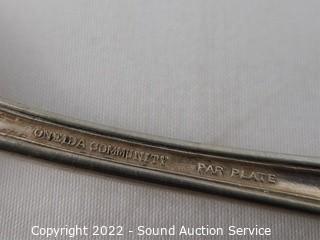 ONEIDA COMMUNITY PAR PLATE
Copyright 2022 - Sound Auction Service